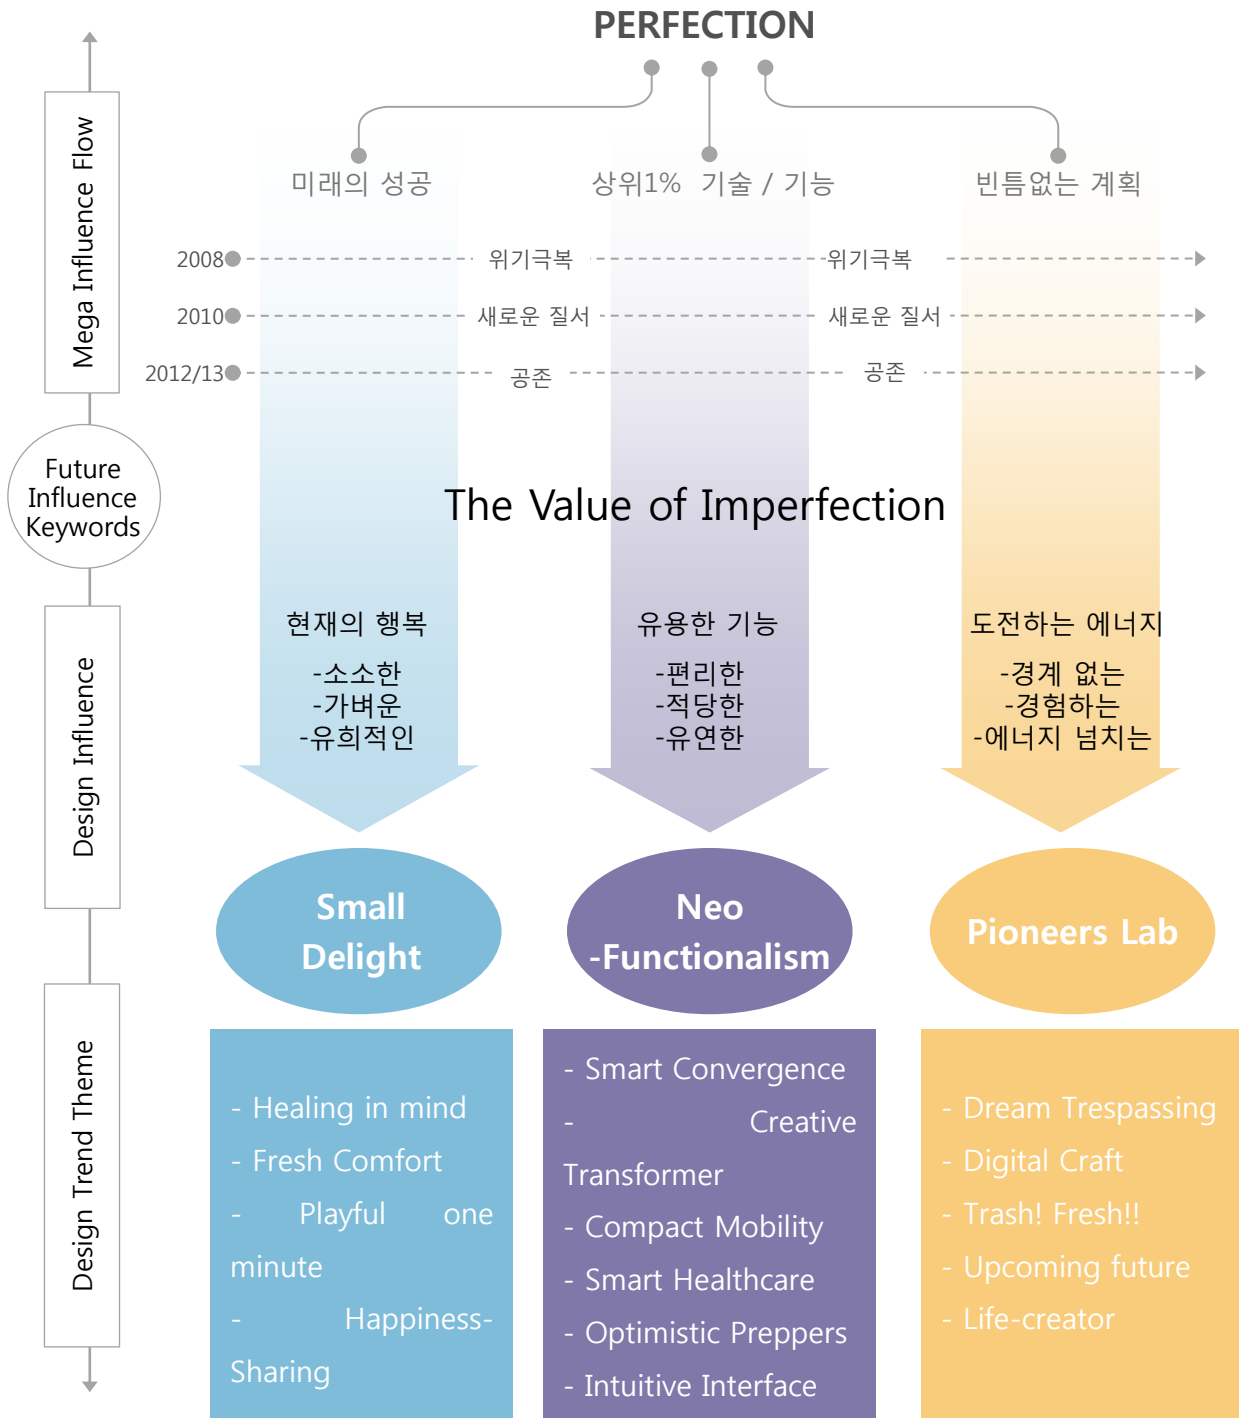 PERFECTION
Mega Influence Flow
미래의 성공
상위1% 기술 / 기능
빈틈없는 계획
2008
위기극복
위기극복
2010
새로운 질서
새로운 질서
2012/13
공존
공존
Future
Influence
Keywords
The Value of Imperfection
Design Influence
현재의 행복
-소소한
-가벼운
-유희적인
유용한 기능
-편리한
-적당한
-유연한
도전하는 에너지
-경계 없는
-경험하는
-에너지 넘치는
Small
Delight
Neo
-Functionalism
Pioneers Lab
Design Trend Theme
- Healing in mind
- Fresh Comfort
- Playful one
minute
- Happiness-
Sharing
- Smart Convergence
- Creative
Transformer
- Compact Mobility
- Smart Healthcare
- Optimistic Preppers
- Intuitive Interface
- Dream Trespassing
- Digital Craft
- Trash! Fresh!!
- Upcoming future
- Life-creator